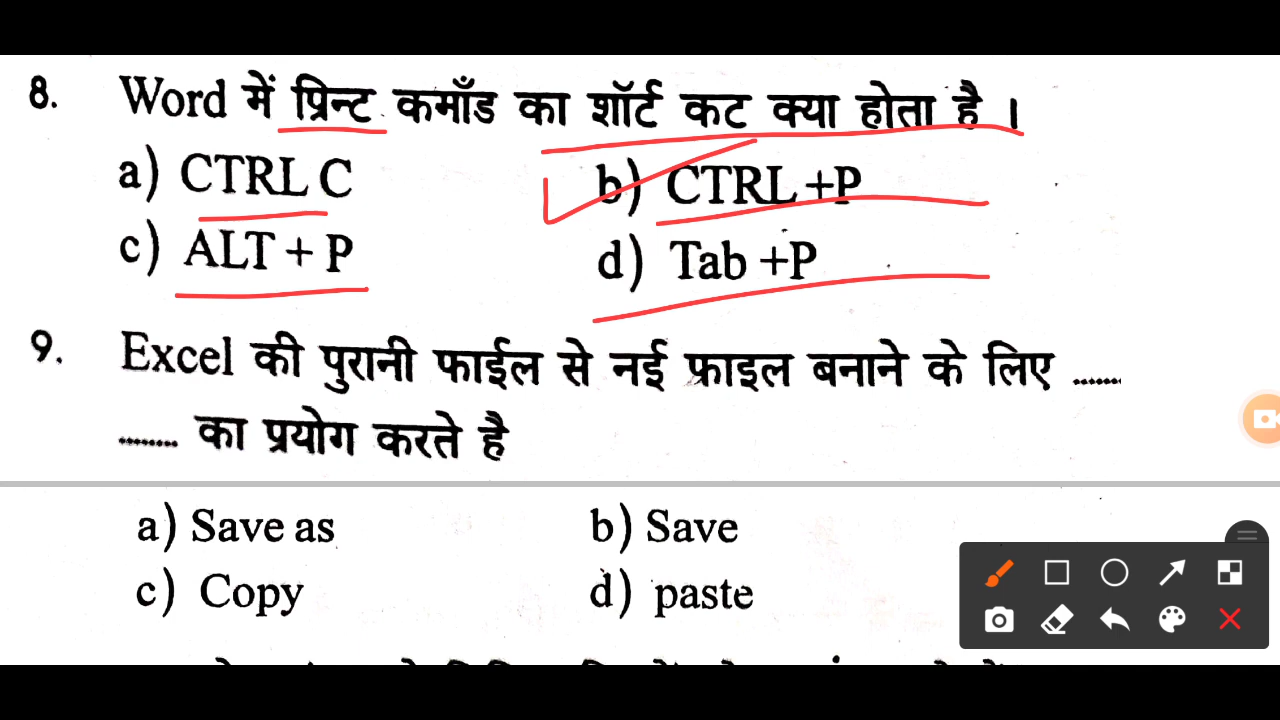 8. Word में प्रिन्ट कमाँड का शॉर्ट कट क्या होता है ।
a) CTRL C b) CTRL +P
c) ALT + P d) Tab +P
9. Excel की पुरानी फाईल से नई फ्राइल बनाने के लिए .......
........ का प्रयोग करते है
a) Save as b) Save
c) Copy d) paste